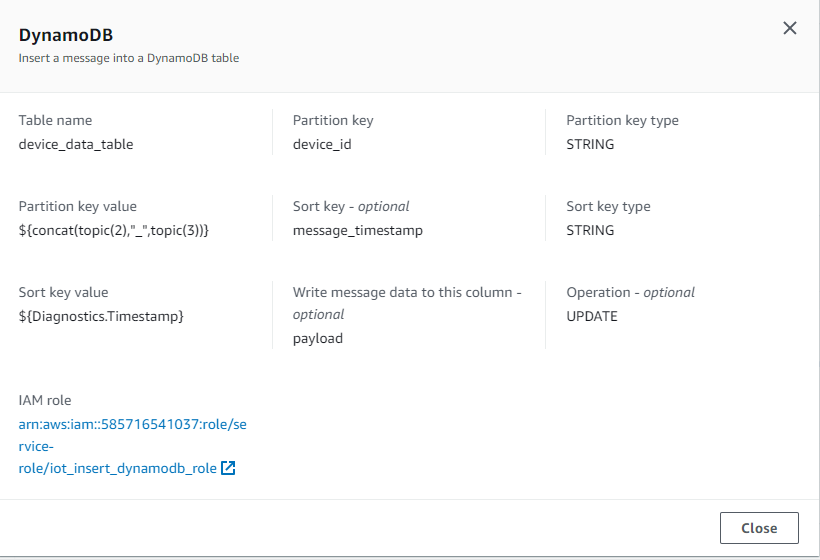 DynamoDB
Insert a message into a DynamoDB table
Table name
device_data_table
Partition key
device_id
Partition key type
STRING
Partition key value
${concat(topic(2),"_",topic(3))}
Sort key - optional
message_timestamp
Sort key type
STRING
Sort key value
${Diagnostics.Timestamp}
Write message data to this column -
optional
payload
Operation - optional
UPDATE
IAM role
arn:aws:iam::585716541037:role/se
rvice-
role/iot_insert_dynamodb_role
Close